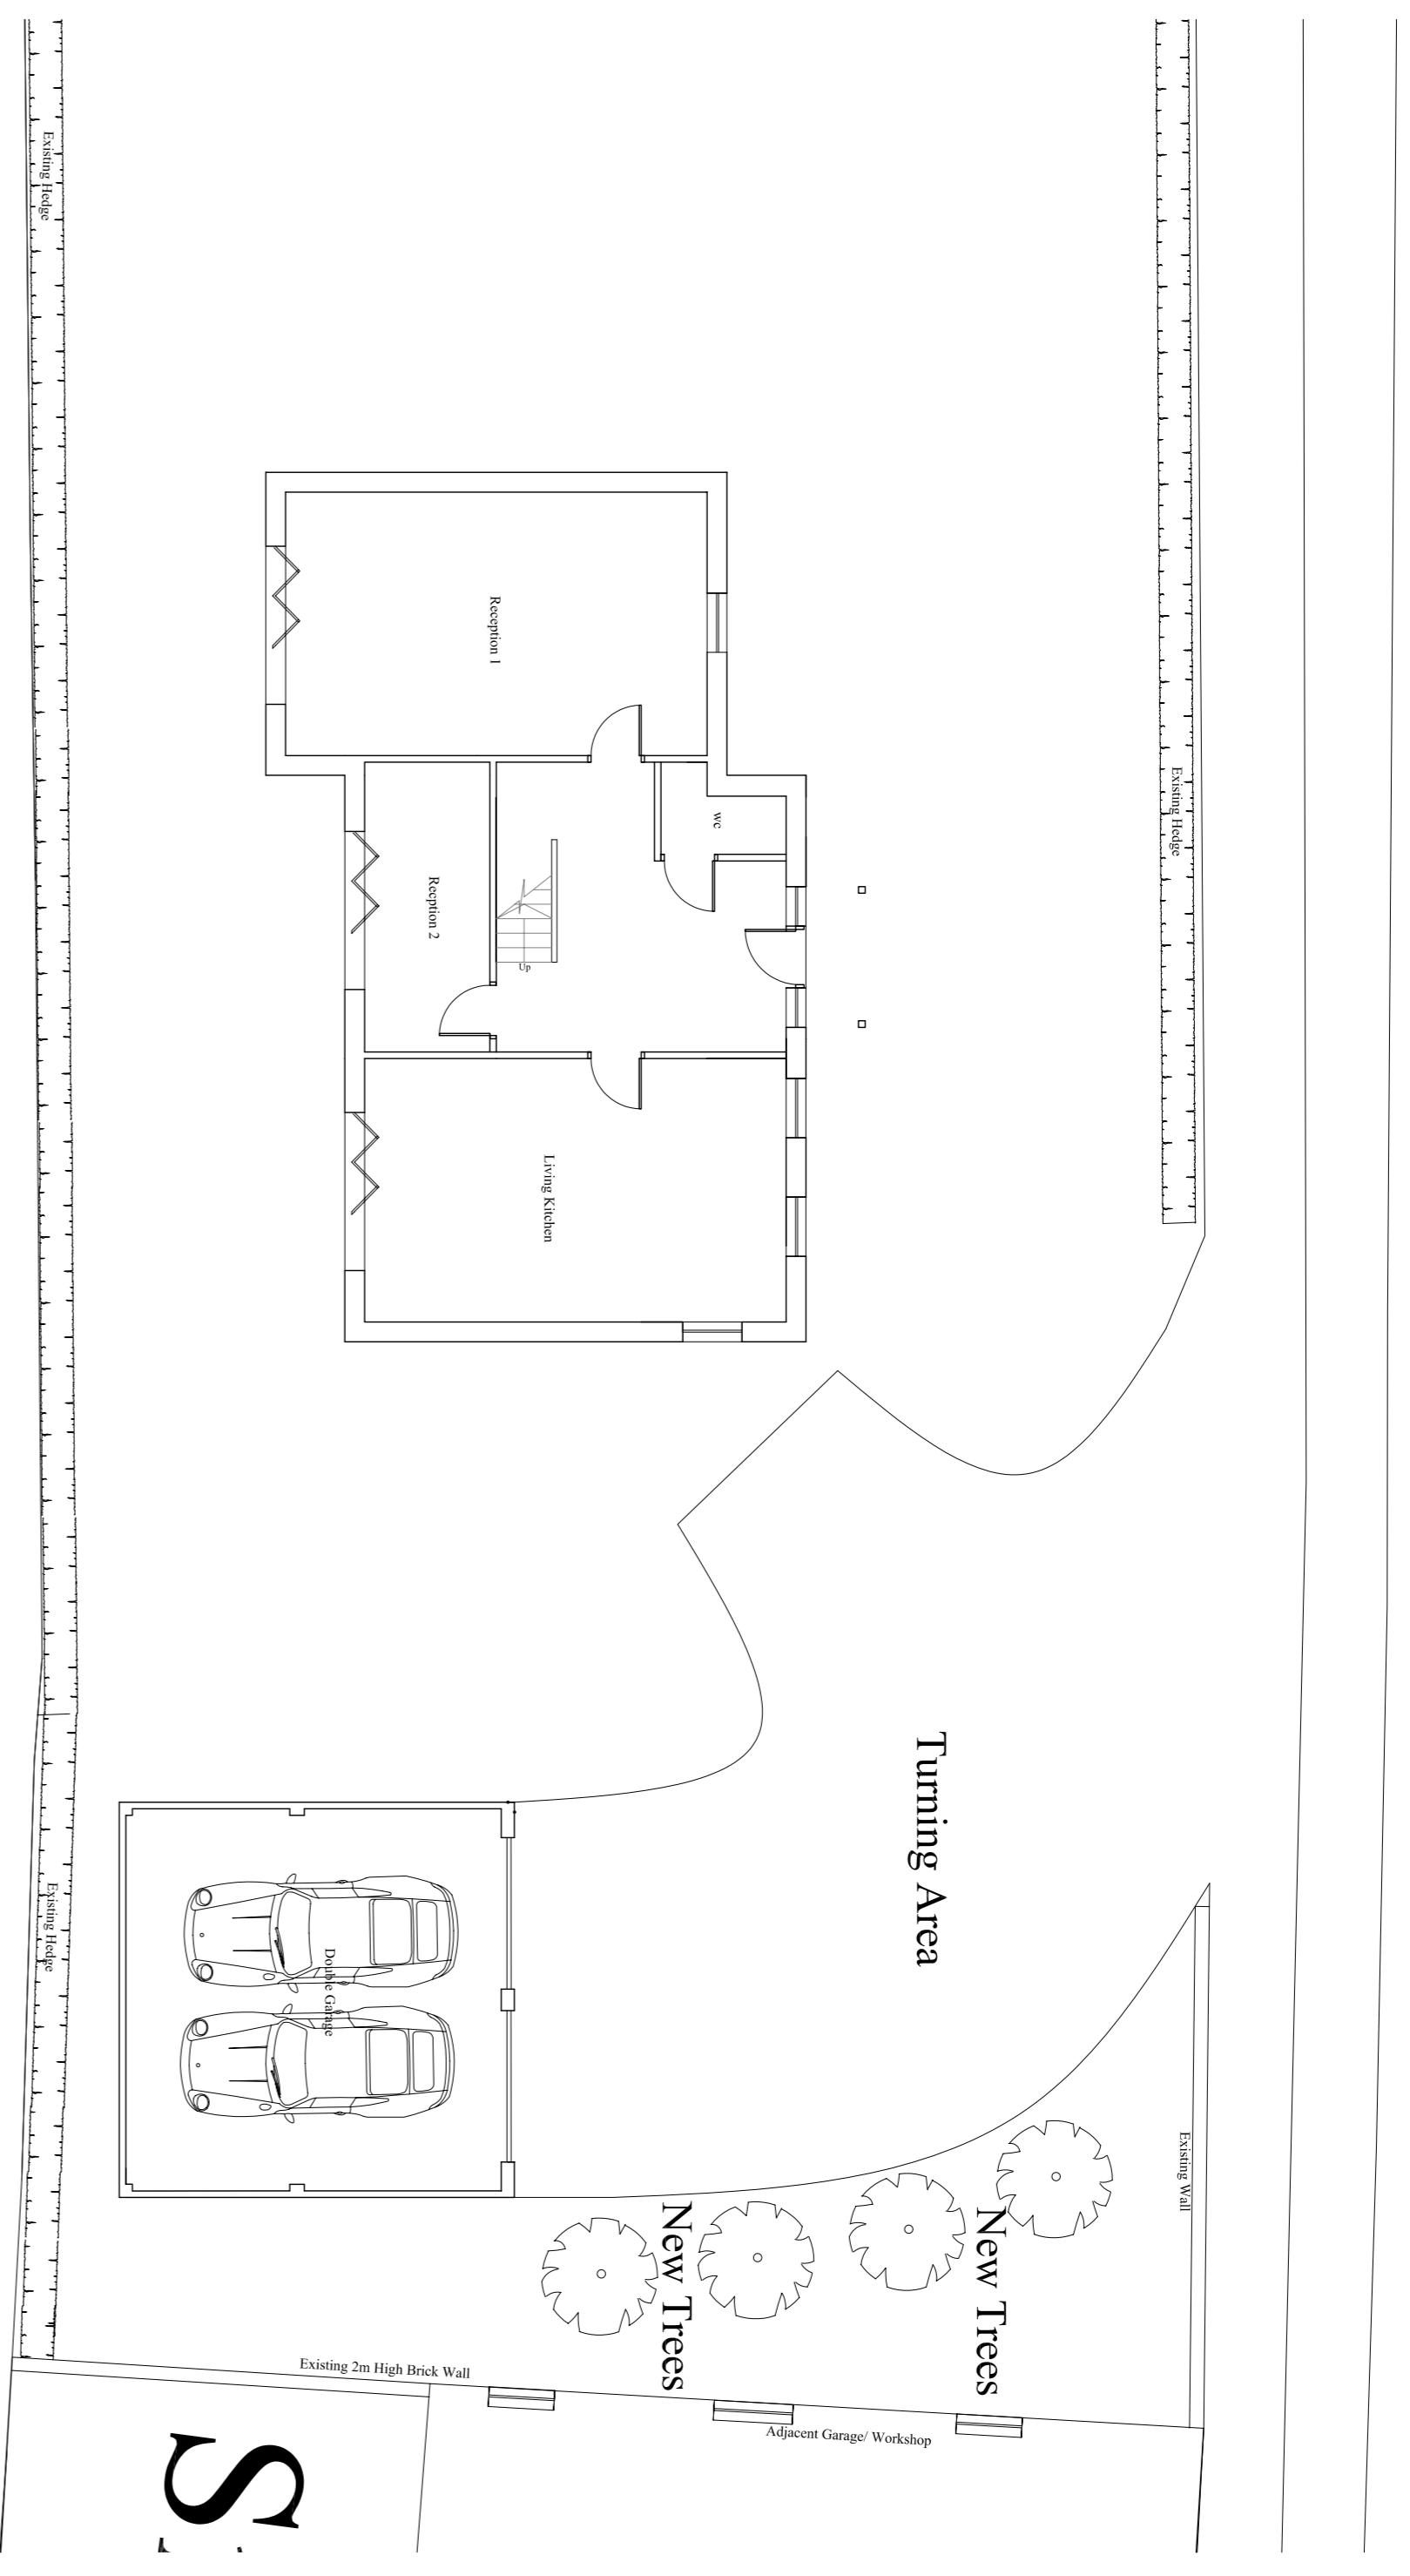 Existing Hedge
Existing Hedge
Reception 1
wc
Reception 2
Up
Living Kitchen
Turning Area
Existing Hedge
Double Garage
Existing Wall
New Trees
New Trees
Existing 2m High Brick Wall
Adjacent Garage/ Workshop
S